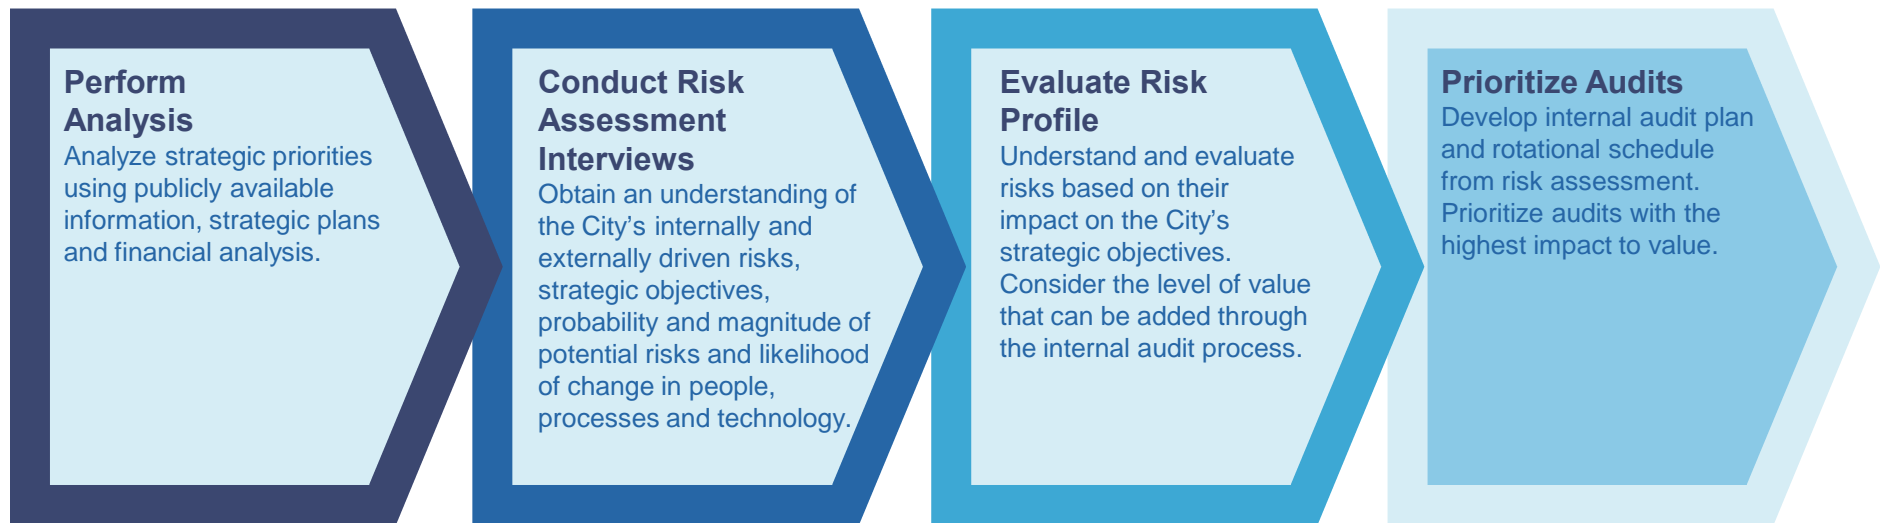 Perform
Analysis
Analyze strategic priorities
using publicly available
information, strategic plans
and financial analysis.
Conduct Risk
Assessment
Interviews
Obtain an understanding of
the City’s internally and
externally driven risks,
strategic objectives,
probability and magnitude of
potential risks and likelihood
of change in people,
processes and technology.
Evaluate Risk
Profile
Understand and evaluate
risks based on their
impact on the City’s
strategic objectives.
Consider the level of value
that can be added through
the internal audit process.
Prioritize Audits
Develop internal audit plan
and rotational schedule
from risk assessment.
Prioritize audits with the
highest impact to value.